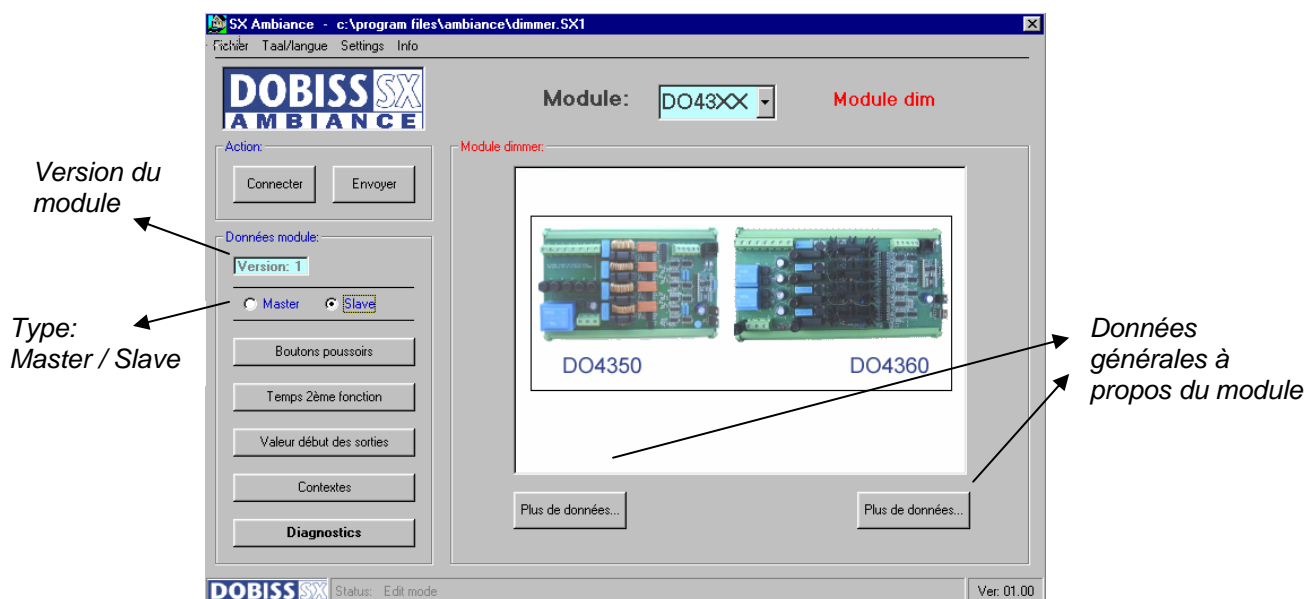 SX Ambiance - c:\program files\ambiance\dimmer.SX1
Fichier Taal/langue Settings Info
DOBISS SX
AMBIANCE
Module: DO43XX Module dim
Action:
Connecter Envoyer
Version du
module
Données module:
Version: 1
Master Slave
Type:
Master / Slave
Boutons poussoirs
Temps 2ème fonction
Valeur début des sorties
Contextes
Diagnostics
Module dimmer:
DO4350 DO4360
Plus de données... Plus de données...
Données
générales à
propos du module
DOBISS SX Status: Edit mode Ver: 01.00